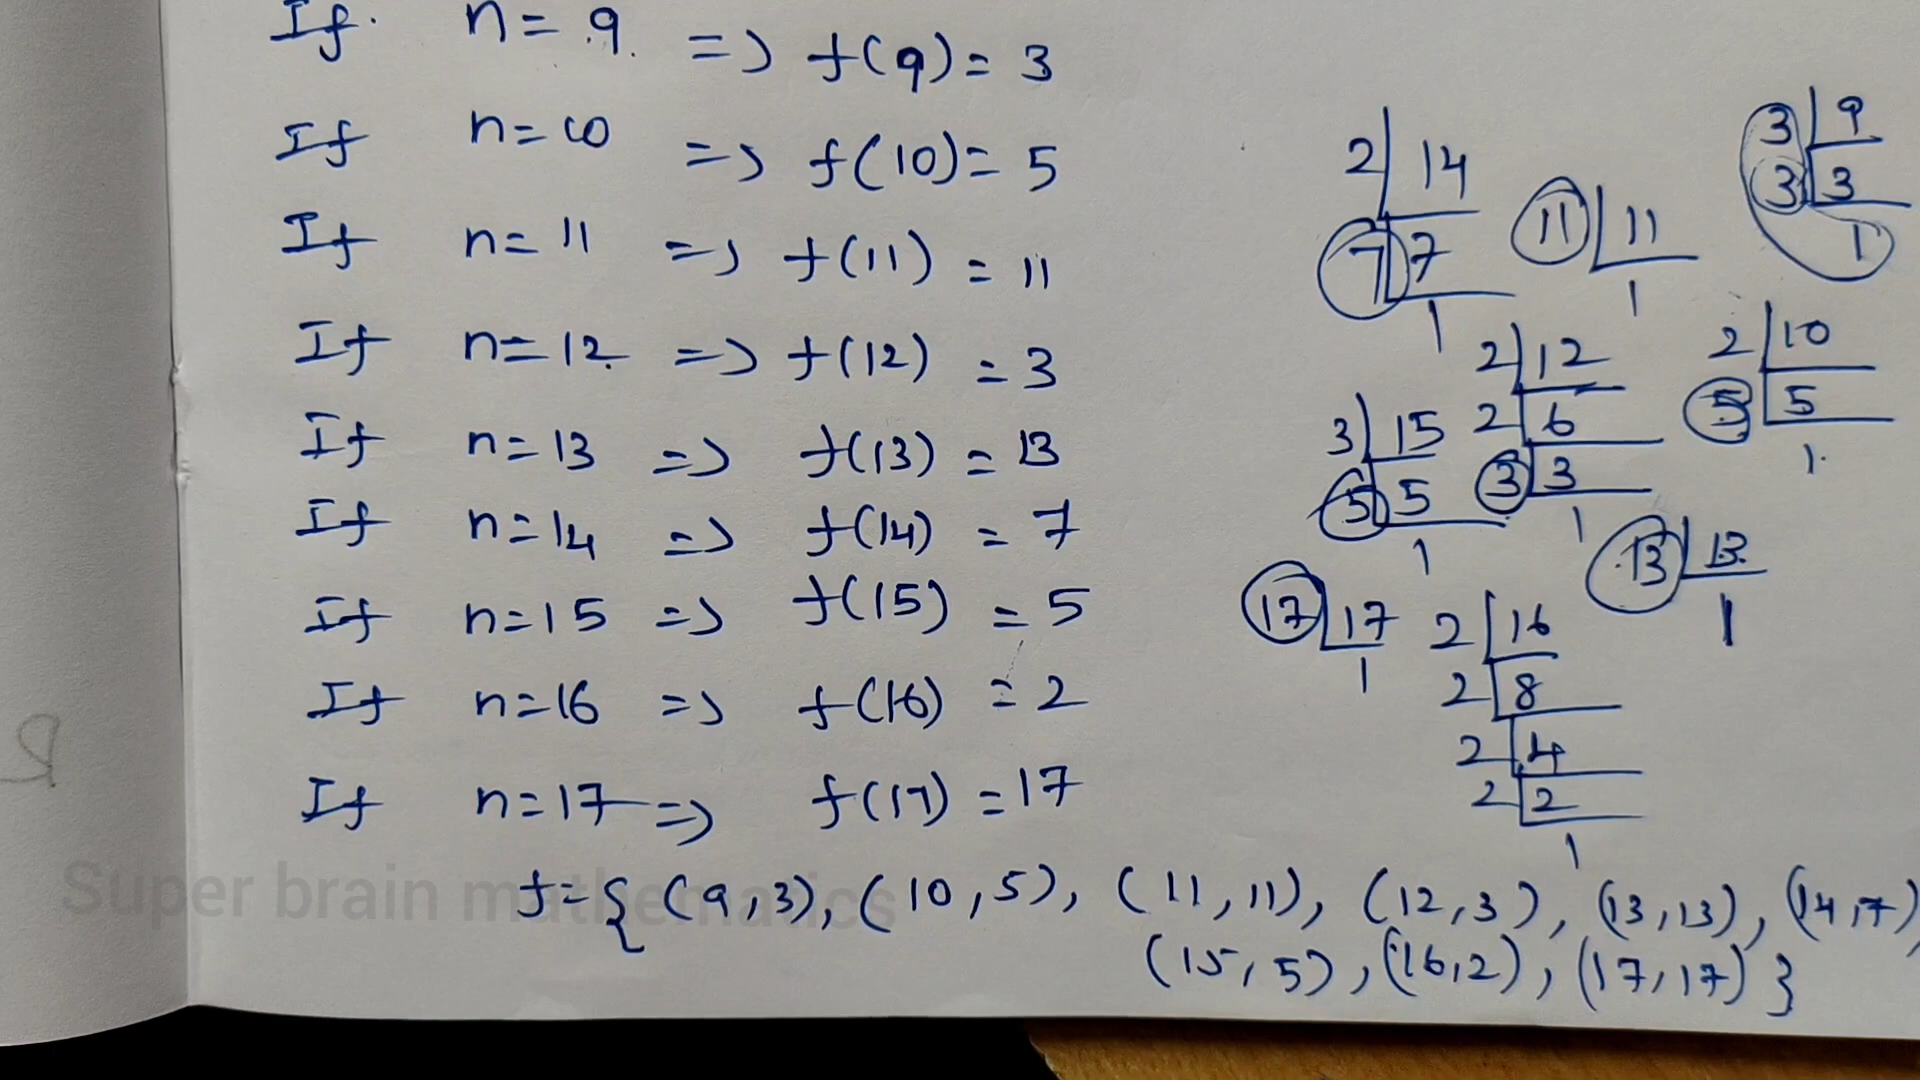 If n = 9 => f(9) = 3
If n = 10 => f(10) = 5
If n = 11 => f(11) = 11
If n = 12 => f(12) = 3
If n = 13 => f(13) = 13
If n = 14 => f(14) = 7
If n = 15 => f(15) = 5
If n = 16 => f(16) = 2
If n = 17 => f(17) = 17
f = { (9,3), (10,5), (11,11), (12,3), (13,13), (14,7),
(15,5), (16,2), (17,17) }
3 9
3 3
1
2 14
7 7
1
11 11
1
2 12
2 6
3 3
1
2 10
5 5
1
3 15
5 5
1
13 13
1
17 17
1
2 16
2 8
2 4
2 2
1
Super brain mathematics